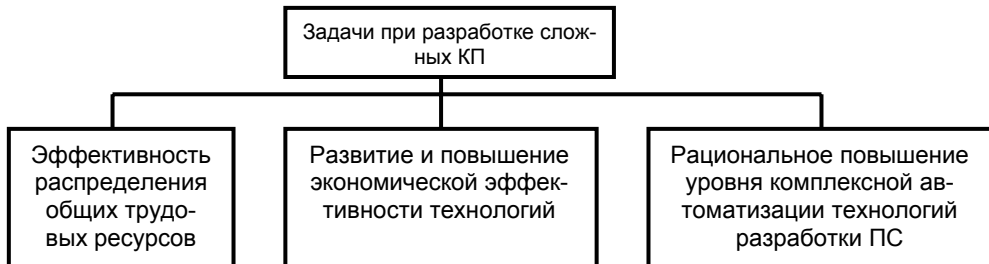 Задачи при разработке слож-
ных КП
Эффективность
распределения
общих трудо-
вых ресурсов
Развитие и повышение
экономической эффек-
тивности технологий
Рациональное повышение
уровня комплексной ав-
томатизации технологий
разработки ПС